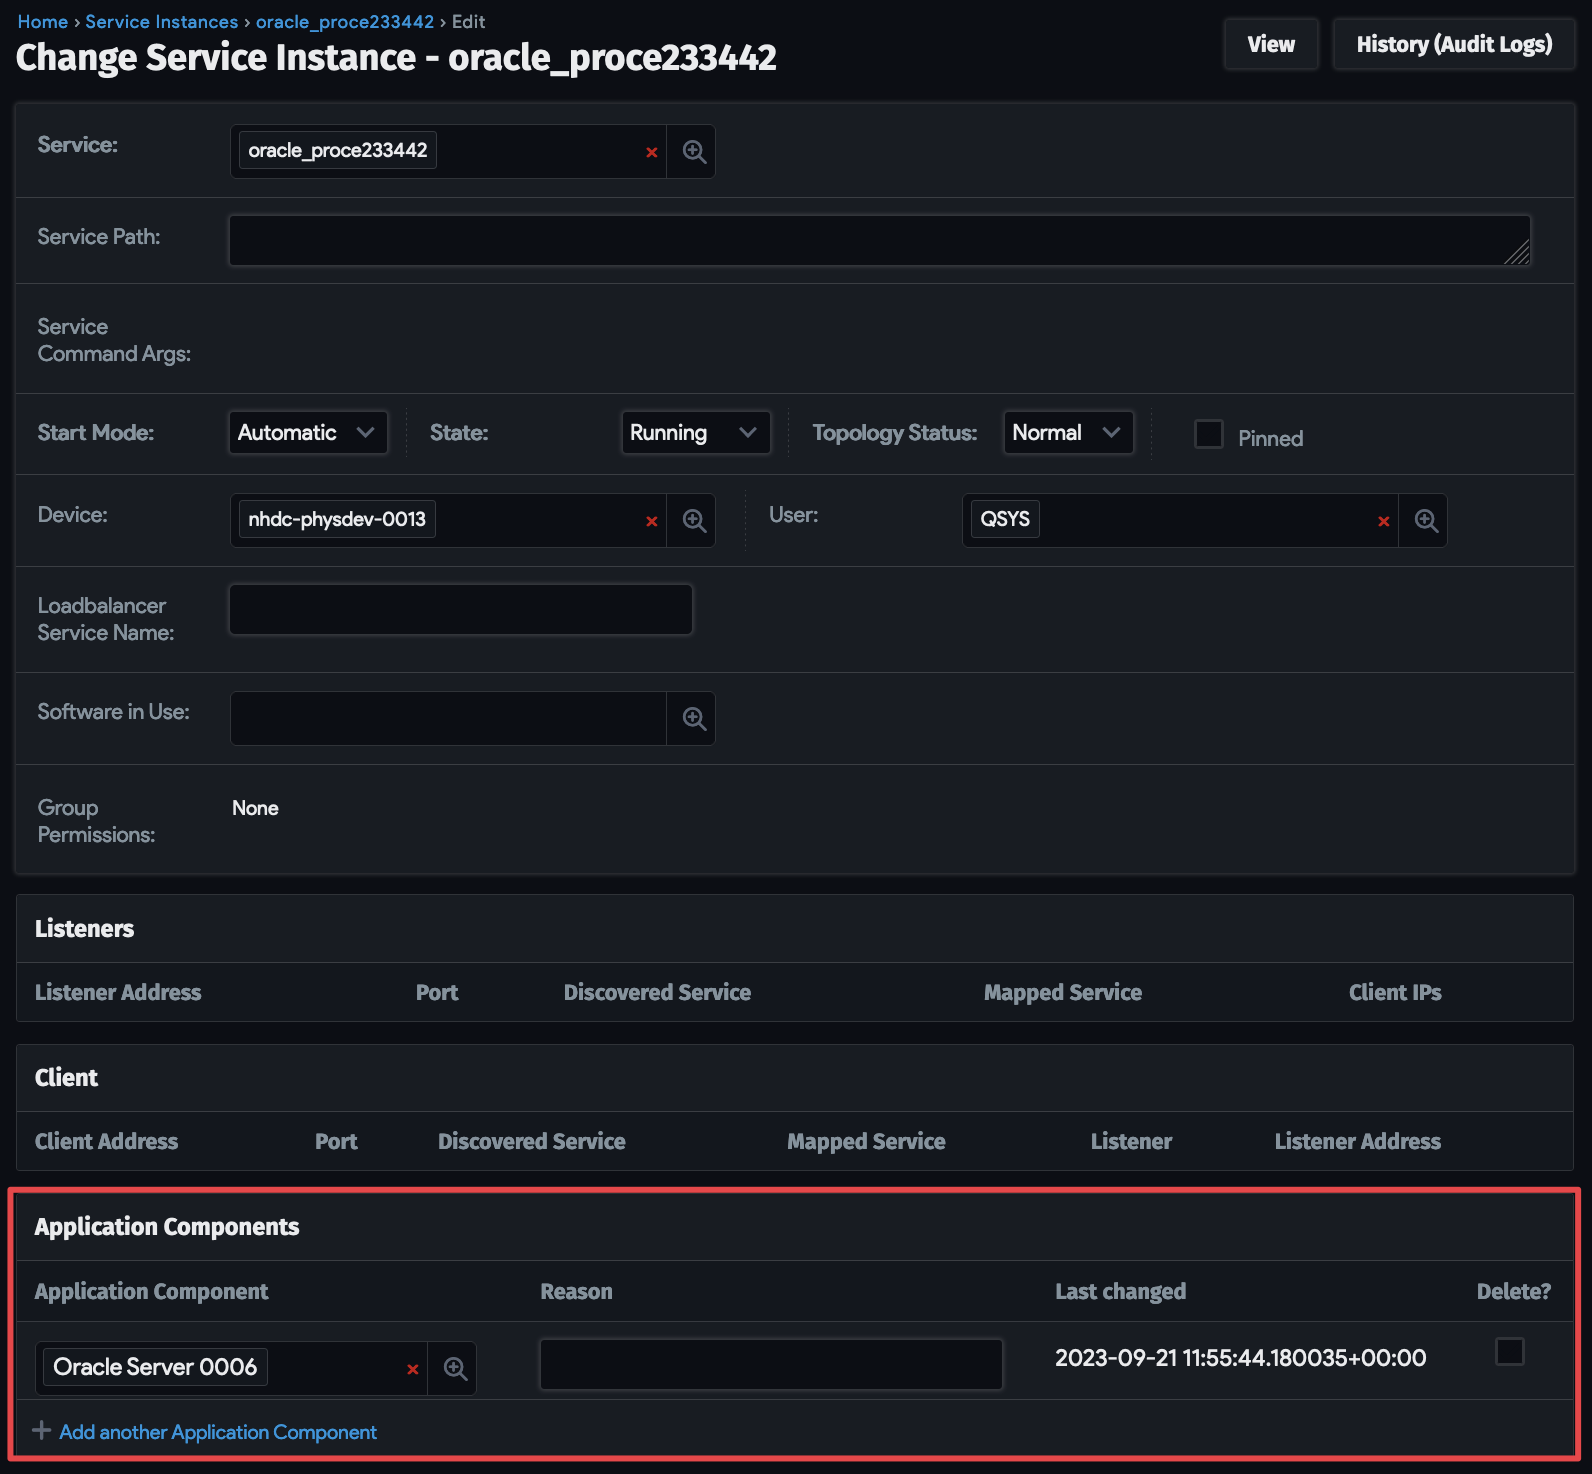 Home › Service Instances › oracle_proce233442 › Edit
Change Service Instance - oracle_proce233442
View
History (Audit Logs)
Service:
oracle_proce233442
Service Path:
Service
Command Args:
Start Mode:
Automatic
State:
Running
Topology Status:
Normal
Pinned
Device:
nhdc-physdev-0013
User:
QSYS
Loadbalancer
Service Name:
Software in Use:
Group
Permissions:
None
Listeners
Listener Address
Port
Discovered Service
Mapped Service
Client IPs
Client
Client Address
Port
Discovered Service
Mapped Service
Listener
Listener Address
Application Components
Application Component
Reason
Last changed
Delete?
Oracle Server 0006
2023-09-21 11:55:44.180035+00:00
Add another Application Component